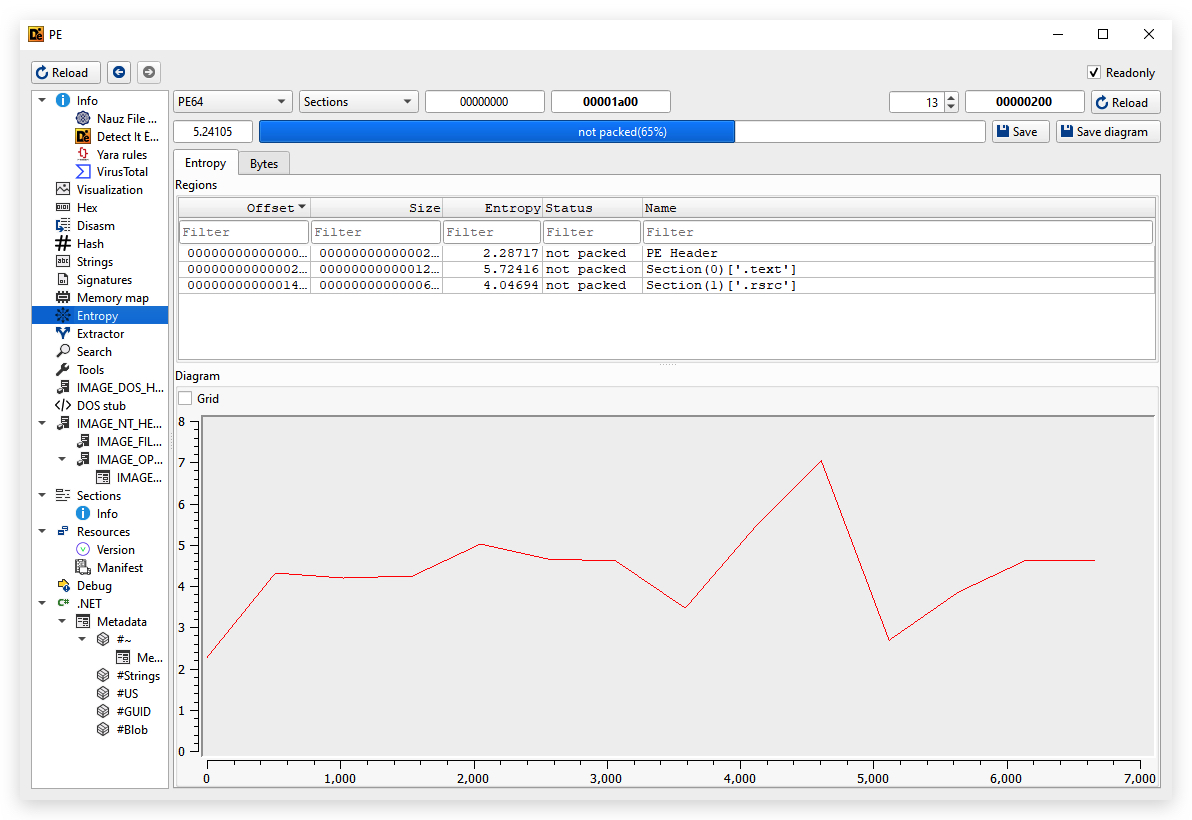 PE
Reload
Readonly
Info
Nauz File ...
Detect It E...
Yara rules
VirusTotal
Visualization
Hex
Disasm
Hash
Strings
Signatures
Memory map
Entropy
Extractor
Search
Tools
IMAGE_DOS_H...
DOS stub
IMAGE_NT_HE...
IMAGE_FIL...
IMAGE_OP...
IMAGE...
Sections
Info
Resources
Version
Manifest
Debug
C# .NET
Metadata
#~
Me...
#Strings
#US
#GUID
#Blob
PE64 Sections 00000000 00001a00 13 00000200 Reload
5.24105 not packed(65%) Save Save diagram
Entropy Bytes
Regions
Offset Size Entropy Status Name
Filter Filter Filter Filter Filter
00000000000000... 00000000000002... 2.28717 not packed PE Header
00000000000002... 00000000000012... 5.72416 not packed Section(0)['.text']
00000000000014... 00000000000006... 4.04694 not packed Section(1)['.rsrc']
Diagram
Grid
8
7
6
5
4
3
2
1
0
0 1,000 2,000 3,000 4,000 5,000 6,000 7,000